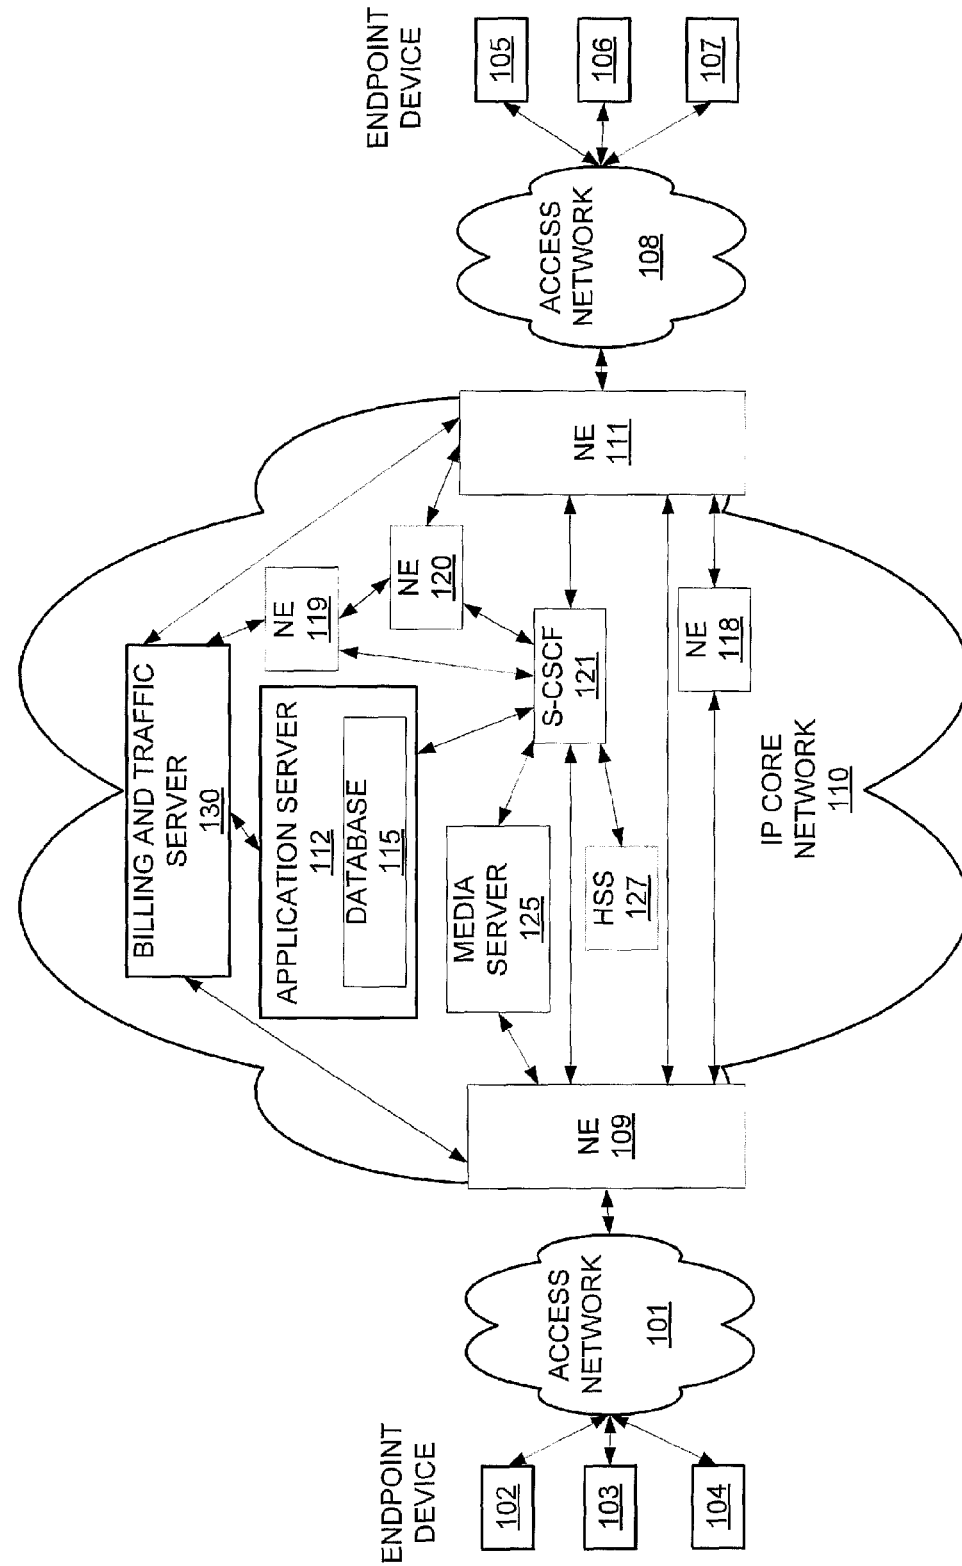 ENDPOINT
DEVICE
102
103
104
ACCESS
NETWORK
101
NE
109
BILLING AND TRAFFIC
SERVER
130
APPLICATION SERVER
112
DATABASE
115
MEDIA
SERVER
125
HSS
127
S-CSCF
121
NE
119
NE
120
NE
118
IP CORE
NETWORK
110
NE
111
ACCESS
NETWORK
108
ENDPOINT
DEVICE
105
106
107